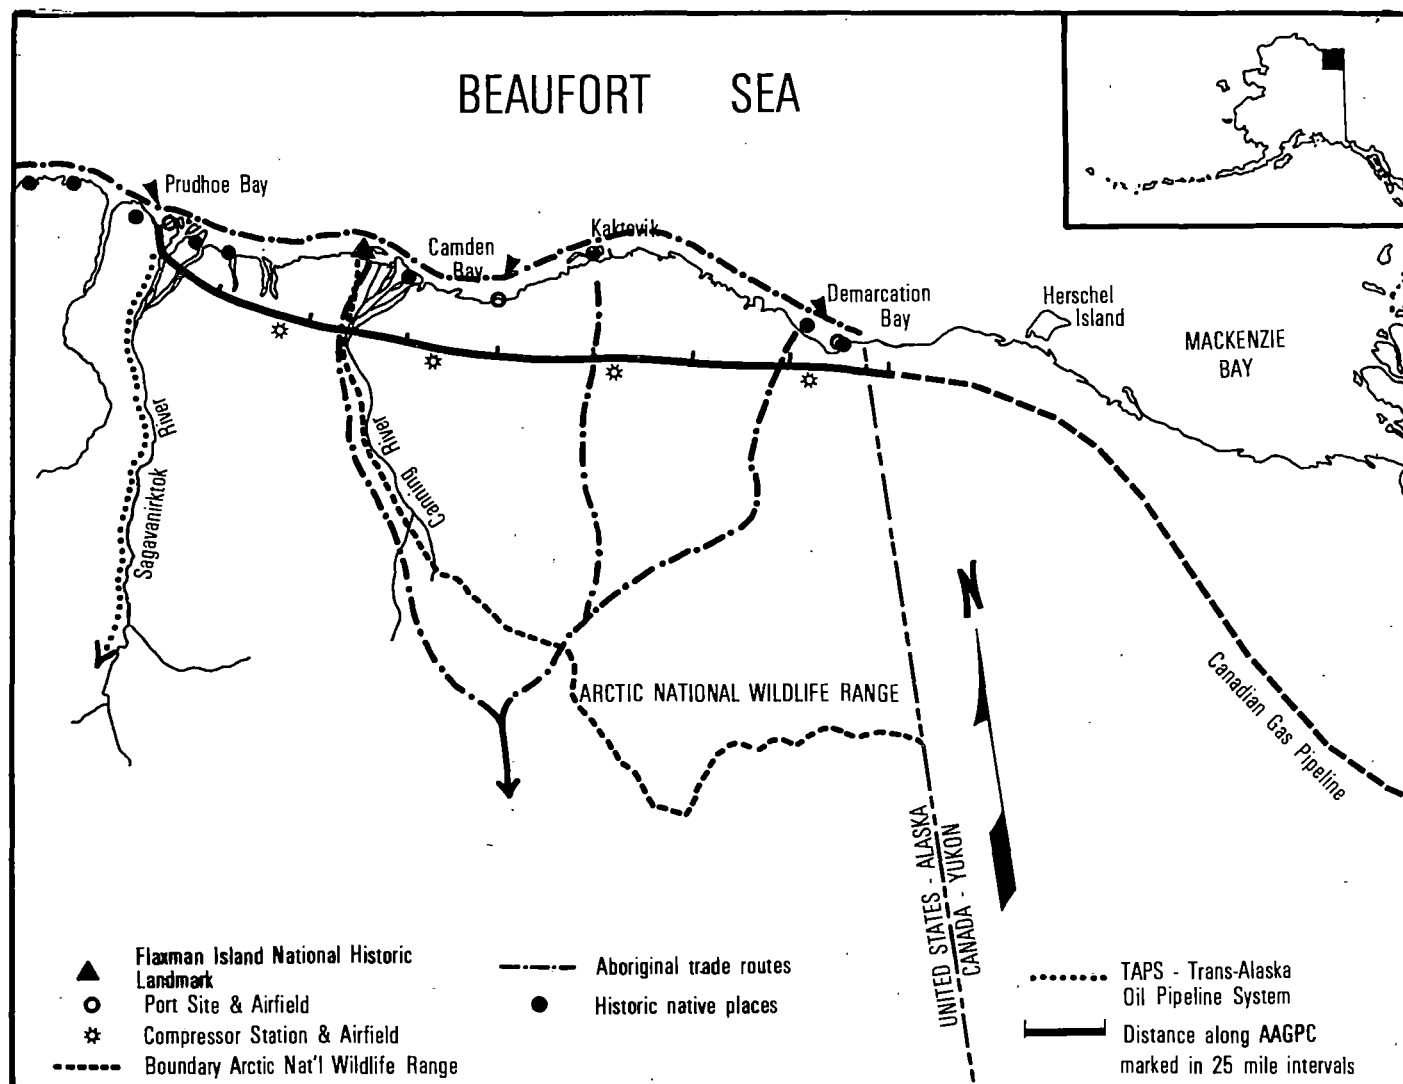 BEAUFORT SEA
Prudhoe Bay
Camden
Bay
Kaktovik
Demarcation
Bay
Herschel
Island
MACKENZIE
BAY
Sagavanirktok River
Canning River
N
ARCTIC NATIONAL WILDLIFE RANGE
Canadian Gas Pipeline
UNITED STATES - ALASKA
CANADA - YUKON
Flaxman Island National Historic
Landmark
Port Site & Airfield
Compressor Station & Airfield
Boundary Arctic Nat'l Wildlife Range
Aboriginal trade routes
Historic native places
TAPS - Trans-Alaska
Oil Pipeline System
Distance along AAGPC
marked in 25 mile intervals